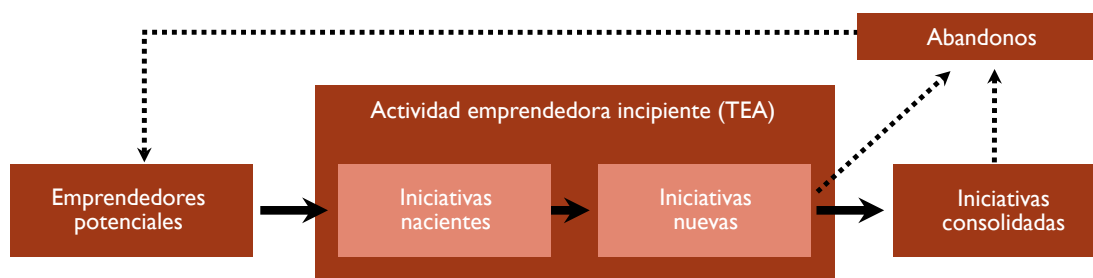 Abandonos
Actividad emprendedora incipiente (TEA)
Emprendedores
potenciales
Iniciativas
nacientes
Iniciativas
nuevas
Iniciativas
consolidadas